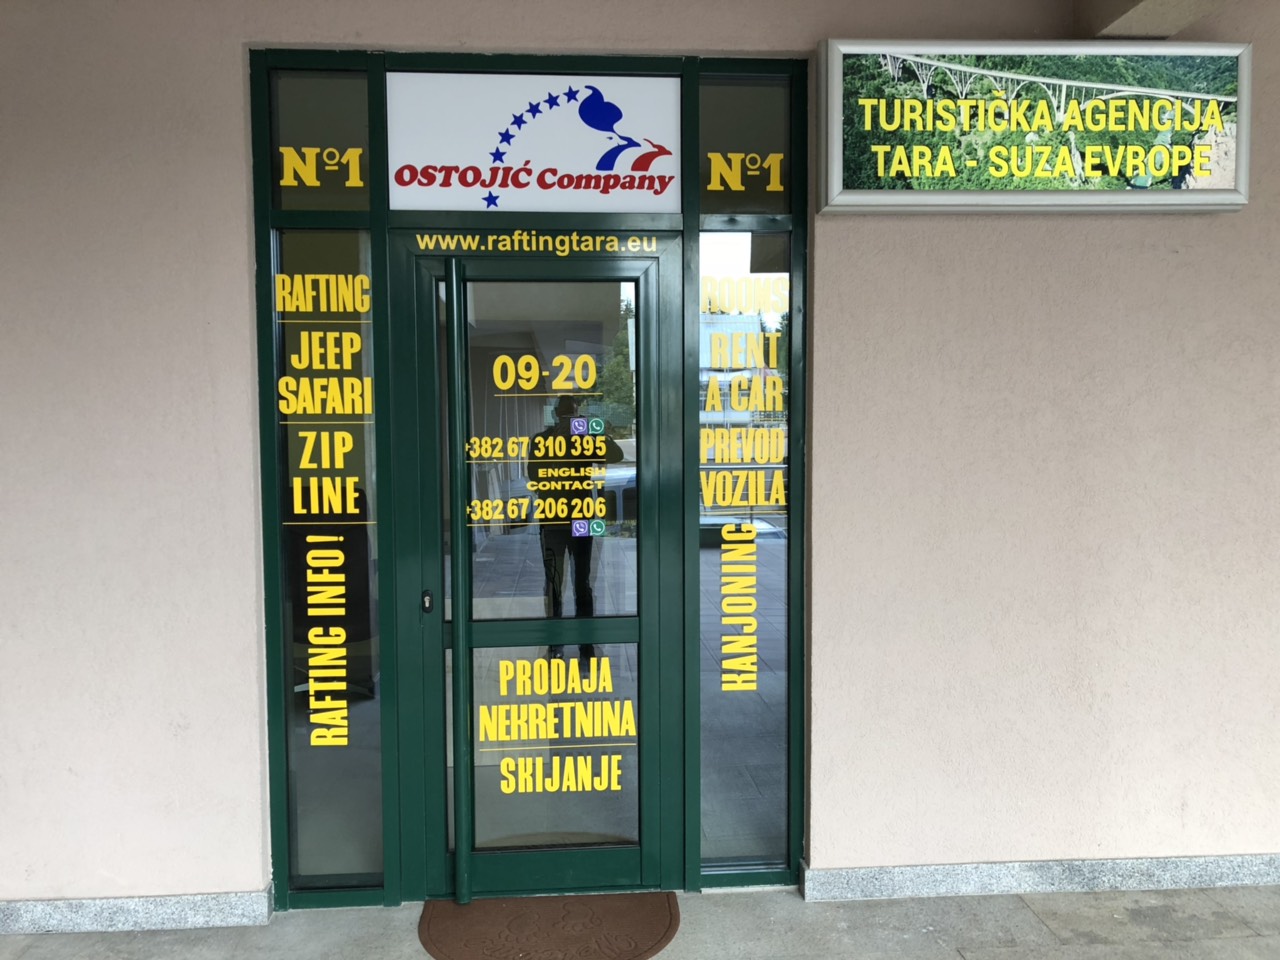 Nº1
OSTOJIĆ Company
Nº1
TURISTIČKA AGENCIJA
TARA - SUZA EVROPE
www.raftingtara.eu
RAFTING
JEEP
SAFARI
ZIP
LINE
RAFTING INFO!
09-20
+382 67 310 395
ENGLISH
CONTACT
+382 67 206 206
PRODAJA
NEKRETNINA
SKIJANJE
ROOMS
RENT
A CAR
PREVOD
VOZILA
KANJONING